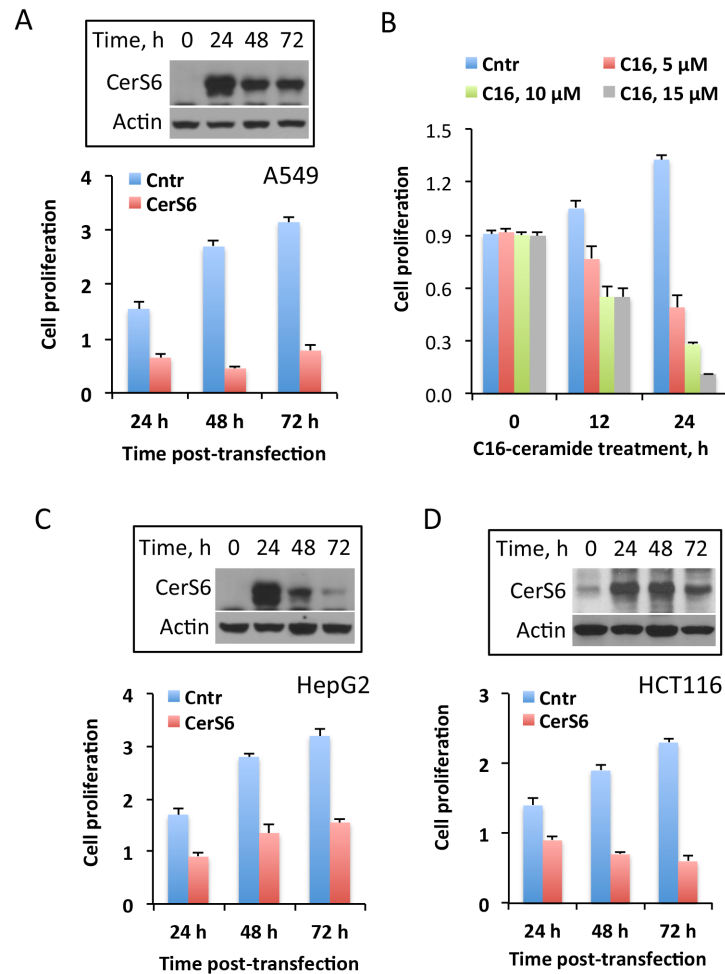 A
Time, h 0 24 48 72
CerS6
Actin
A549
Cntr
CerS6
Cell proliferation
4
3
2
1
0
24 h 48 h 72 h
Time post-transfection
B
Cntr C16, 5 µM
C16, 10 µM C16, 15 µM
Cell proliferation
1.5
1.2
0.9
0.6
0.3
0.0
0 12 24
C16-ceramide treatment, h
C
Time, h 0 24 48 72
CerS6
Actin
HepG2
Cntr
CerS6
Cell proliferation
4
3
2
1
0
24 h 48 h 72 h
Time post-transfection
D
Time, h 0 24 48 72
CerS6
Actin
HCT116
Cntr
CerS6
Cell proliferation
3
2
1
0
24 h 48 h 72 h
Time post-transfection